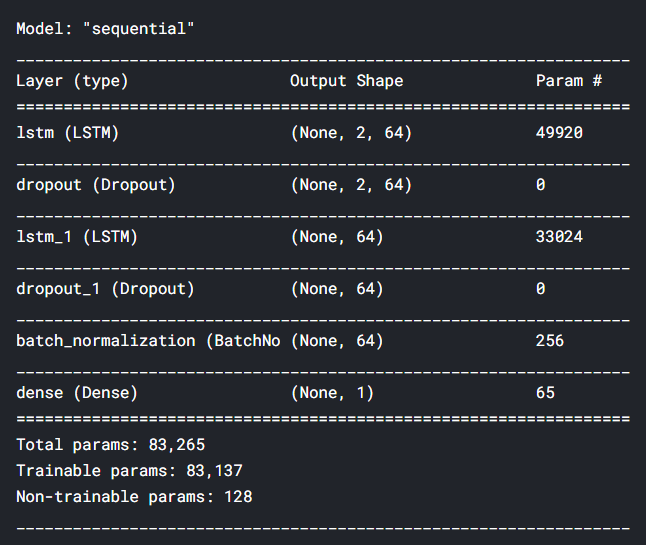 Model: "sequential"
_________________________________________________________________
Layer (type)                 Output Shape              Param #
=================================================================
lstm (LSTM)                  (None, 2, 64)             49920
_________________________________________________________________
dropout (Dropout)            (None, 2, 64)             0
_________________________________________________________________
lstm_1 (LSTM)                (None, 64)                33024
_________________________________________________________________
dropout_1 (Dropout)          (None, 64)                0
_________________________________________________________________
batch_normalization (BatchNo (None, 64)                256
_________________________________________________________________
dense (Dense)                (None, 1)                 65
=================================================================
Total params: 83,265
Trainable params: 83,137
Non-trainable params: 128
_________________________________________________________________